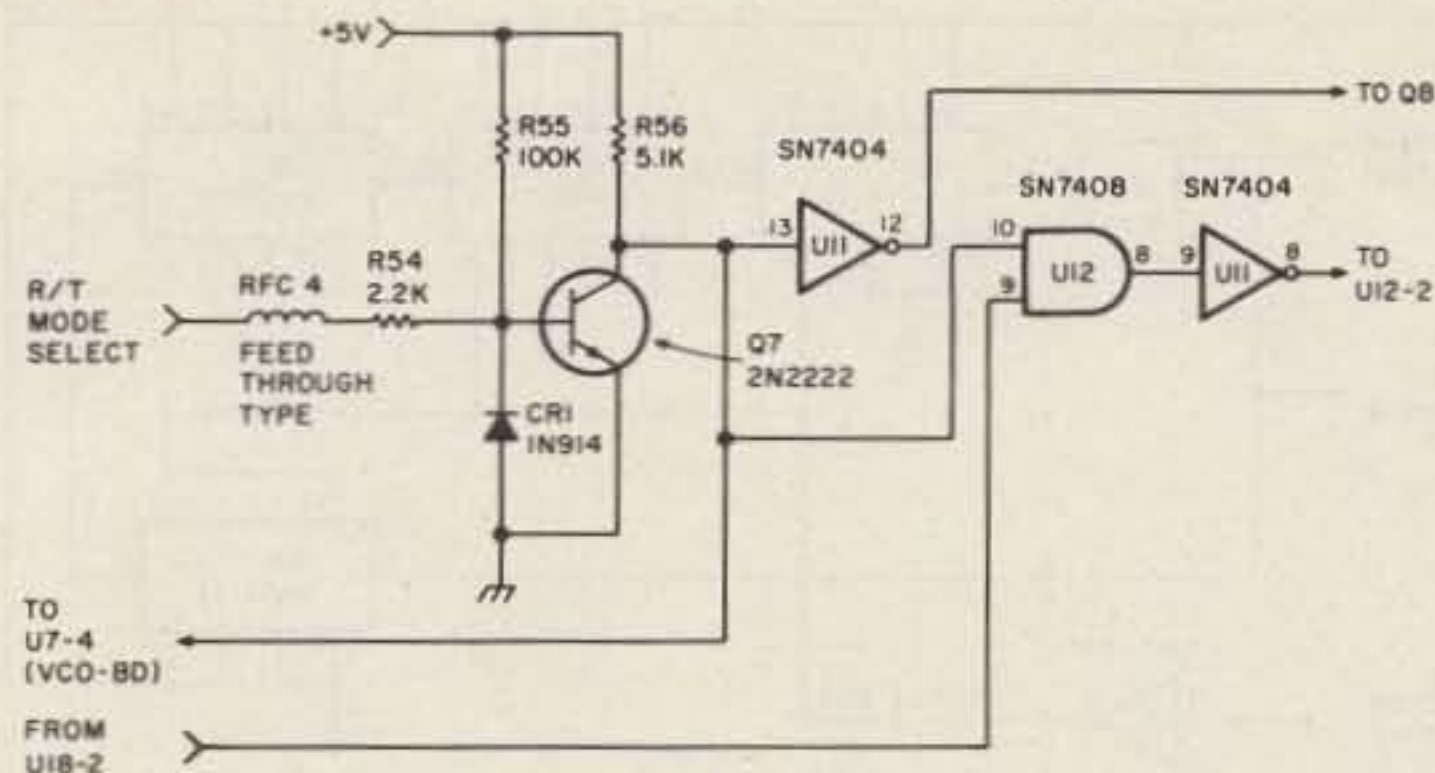 +5V
R55
100K
R56
5.1K
SN7404
TO Q8
SN7408
SN7404
13
U11
12
10
9
U12
8
9
U11
8
TO
U12-2
R/T
MODE
SELECT
RFC 4
R54
2.2K
FEED
THROUGH
TYPE
Q7
2N2222
CR1
1N914
TO
U7-4
(VCO-BD)
FROM
U18-2